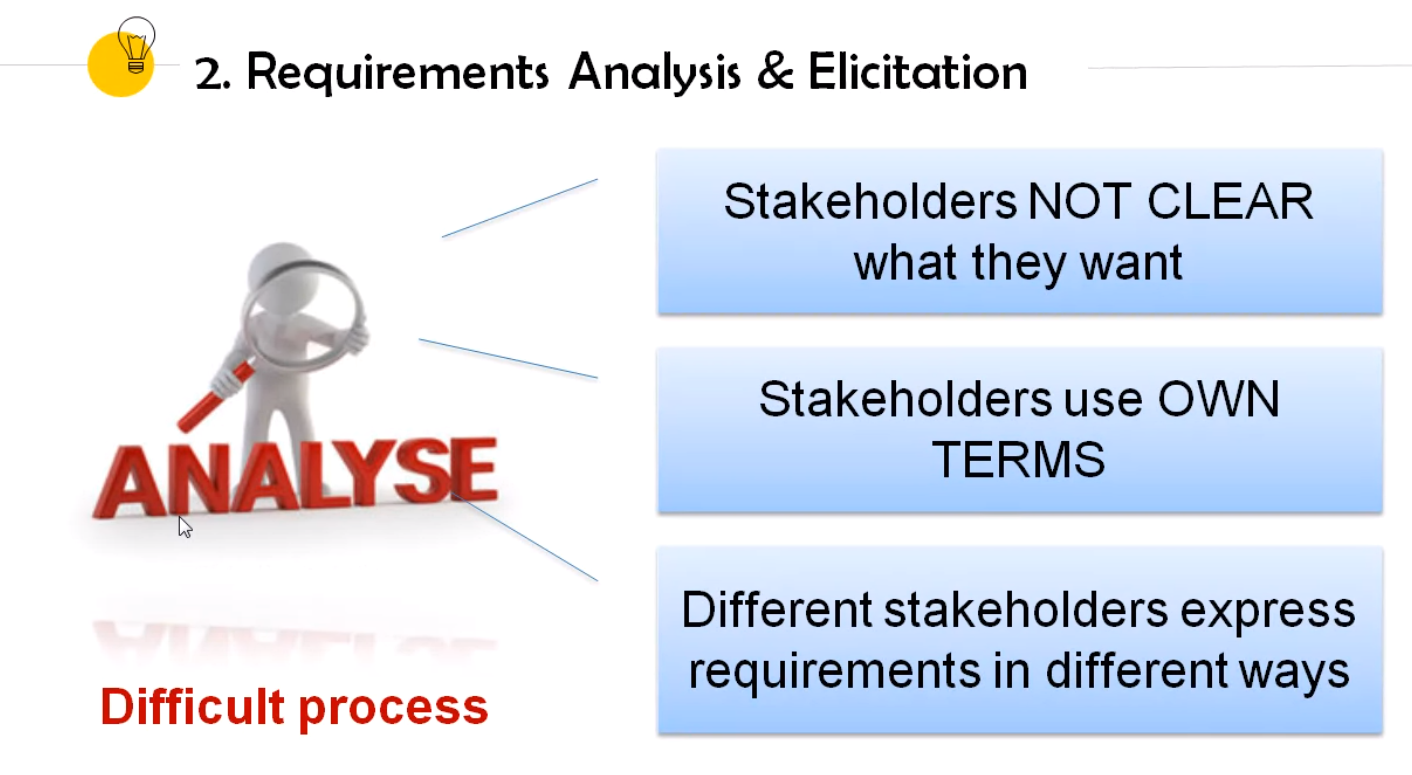 2. Requirements Analysis & Elicitation
Stakeholders NOT CLEAR
what they want
Stakeholders use OWN
TERMS
Different stakeholders express
requirements in different ways
ANALYSE
Difficult process